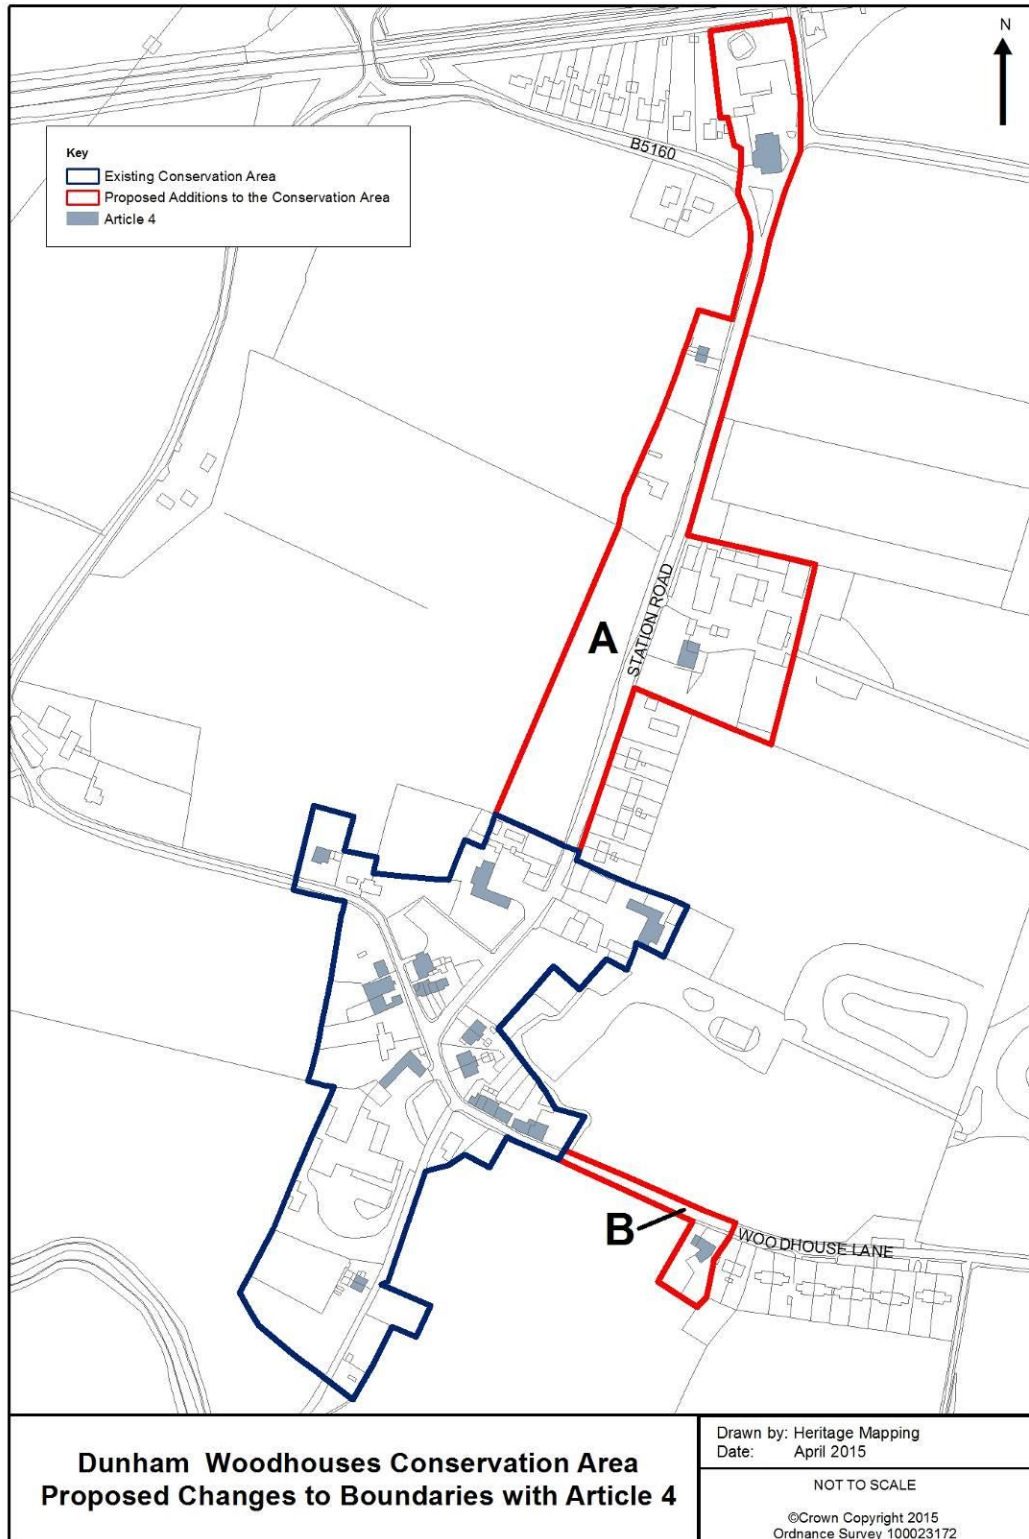 N
Key
Existing Conservation Area
Proposed Additions to the Conservation Area
Article 4
B5160
A
STATION ROAD
B
WOODHOUSE LANE
Dunham Woodhouses Conservation Area
Proposed Changes to Boundaries with Article 4
Drawn by: Heritage Mapping
Date: April 2015
NOT TO SCALE
©Crown Copyright 2015
Ordnance Survey 100023172